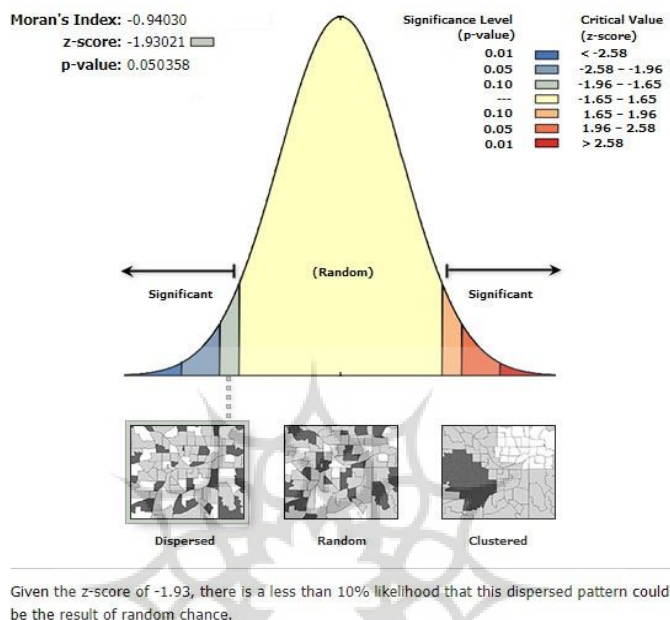 Moran's Index: -0.94030
z-score: -1.93021
p-value: 0.050358
Significance Level
(p-value)
Critical Value
(z-score)
0.01 < -2.58
0.05 -2.58 – -1.96
0.10 -1.96 – -1.65
--- -1.65 – 1.65
0.10 1.65 – 1.96
0.05 1.96 – 2.58
0.01 > 2.58
(Random)
Significant
Significant
Dispersed
Random
Clustered
Given the z-score of -1.93, there is a less than 10% likelihood that this dispersed pattern could
be the result of random chance.